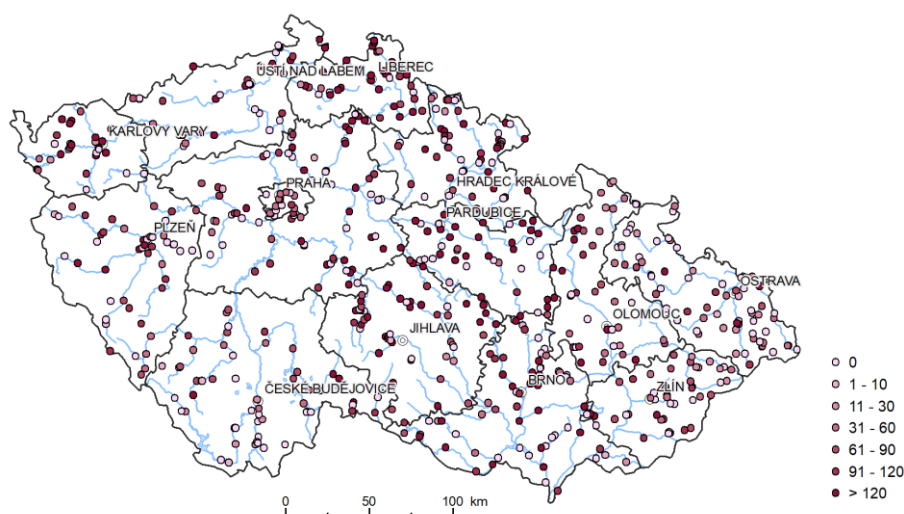 ÚSTÍ NAD LABEM
LIBEREC
KARLOVY VARY
PRAHA
HRADEC KRÁLOVÉ
PARDUBICE
PLZEŇ
OSTRAVA
OLOMOUC
JIHLAVA
BRNO
ZLÍN
ČESKÉ BUDĚJOVICE
0
1 - 10
11 - 30
31 - 60
61 - 90
91 - 120
> 120
0 50 100 km